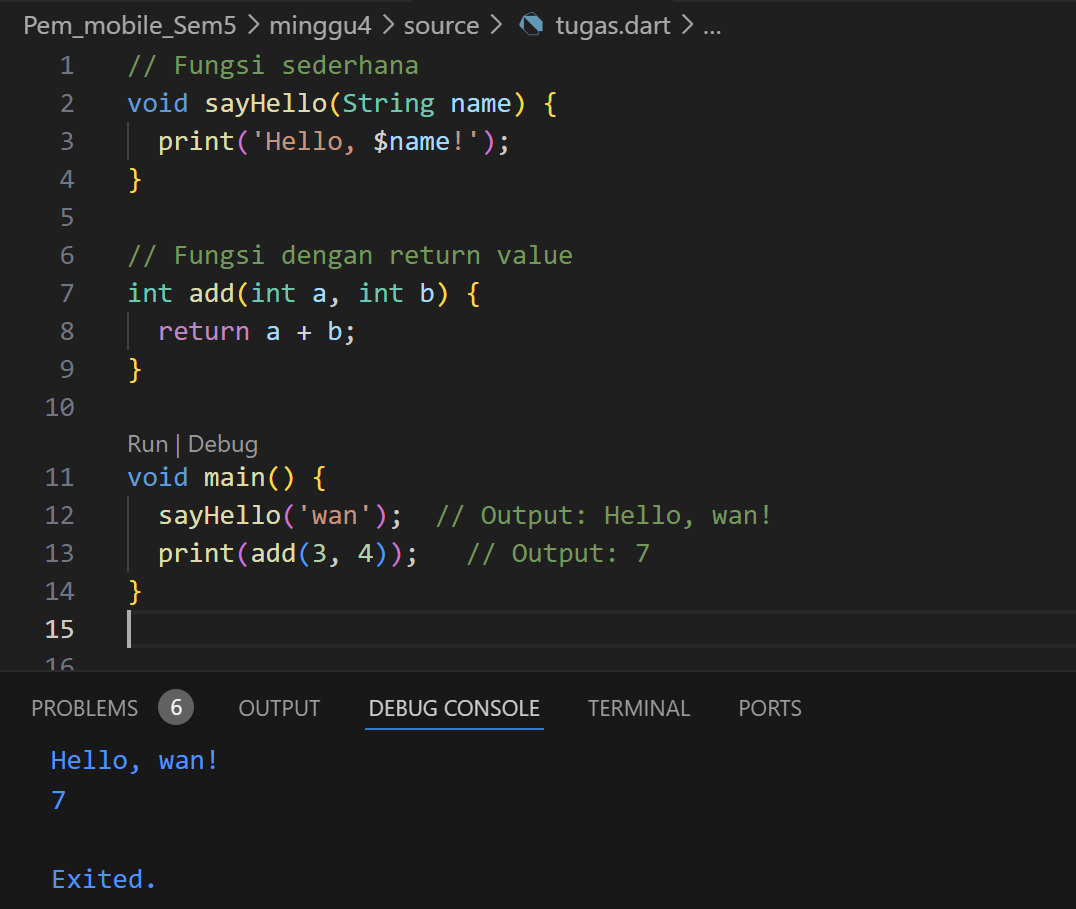 Pem_mobile_Sem5 > minggu4 > source > tugas.dart > ...
1 // Fungsi sederhana
2 void sayHello(String name) {
3   print('Hello, $name!');
4 }
5
6 // Fungsi dengan return value
7 int add(int a, int b) {
8   return a + b;
9 }
10
Run | Debug
11 void main() {
12   sayHello('wan');  // Output: Hello, wan!
13   print(add(3, 4));   // Output: 7
14 }
15
16
PROBLEMS 6 OUTPUT DEBUG CONSOLE TERMINAL PORTS
Hello, wan!
7
Exited.